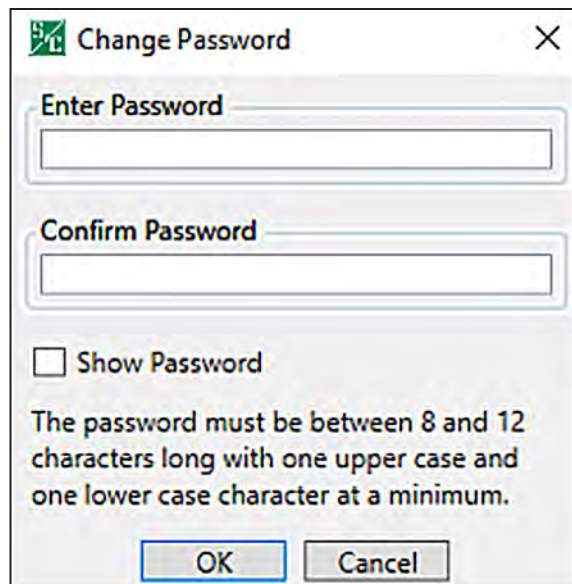 S/C Change Password
Enter Password
Confirm Password
Show Password
The password must be between 8 and 12
characters long with one upper case and
one lower case character at a minimum.
OK Cancel